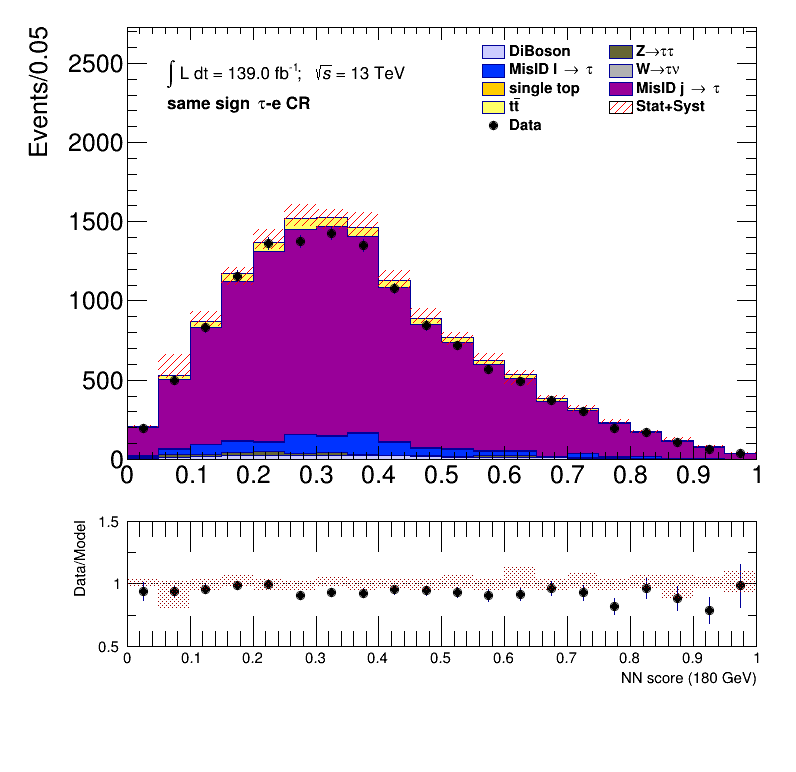 ∫ L dt = 139.0 fb⁻¹; √s = 13 TeV
same sign τ-e CR
DiBoson
MisID l → τ
single top
tt̄
Data
Z→ττ
W→τν
MisID j → τ
Stat+Syst
Events/0.05
2500
2000
1500
1000
500
0
0 0.1 0.2 0.3 0.4 0.5 0.6 0.7 0.8 0.9 1
Data/Model
1.5
1
0.5
0 0.1 0.2 0.3 0.4 0.5 0.6 0.7 0.8 0.9 1
NN score (180 GeV)